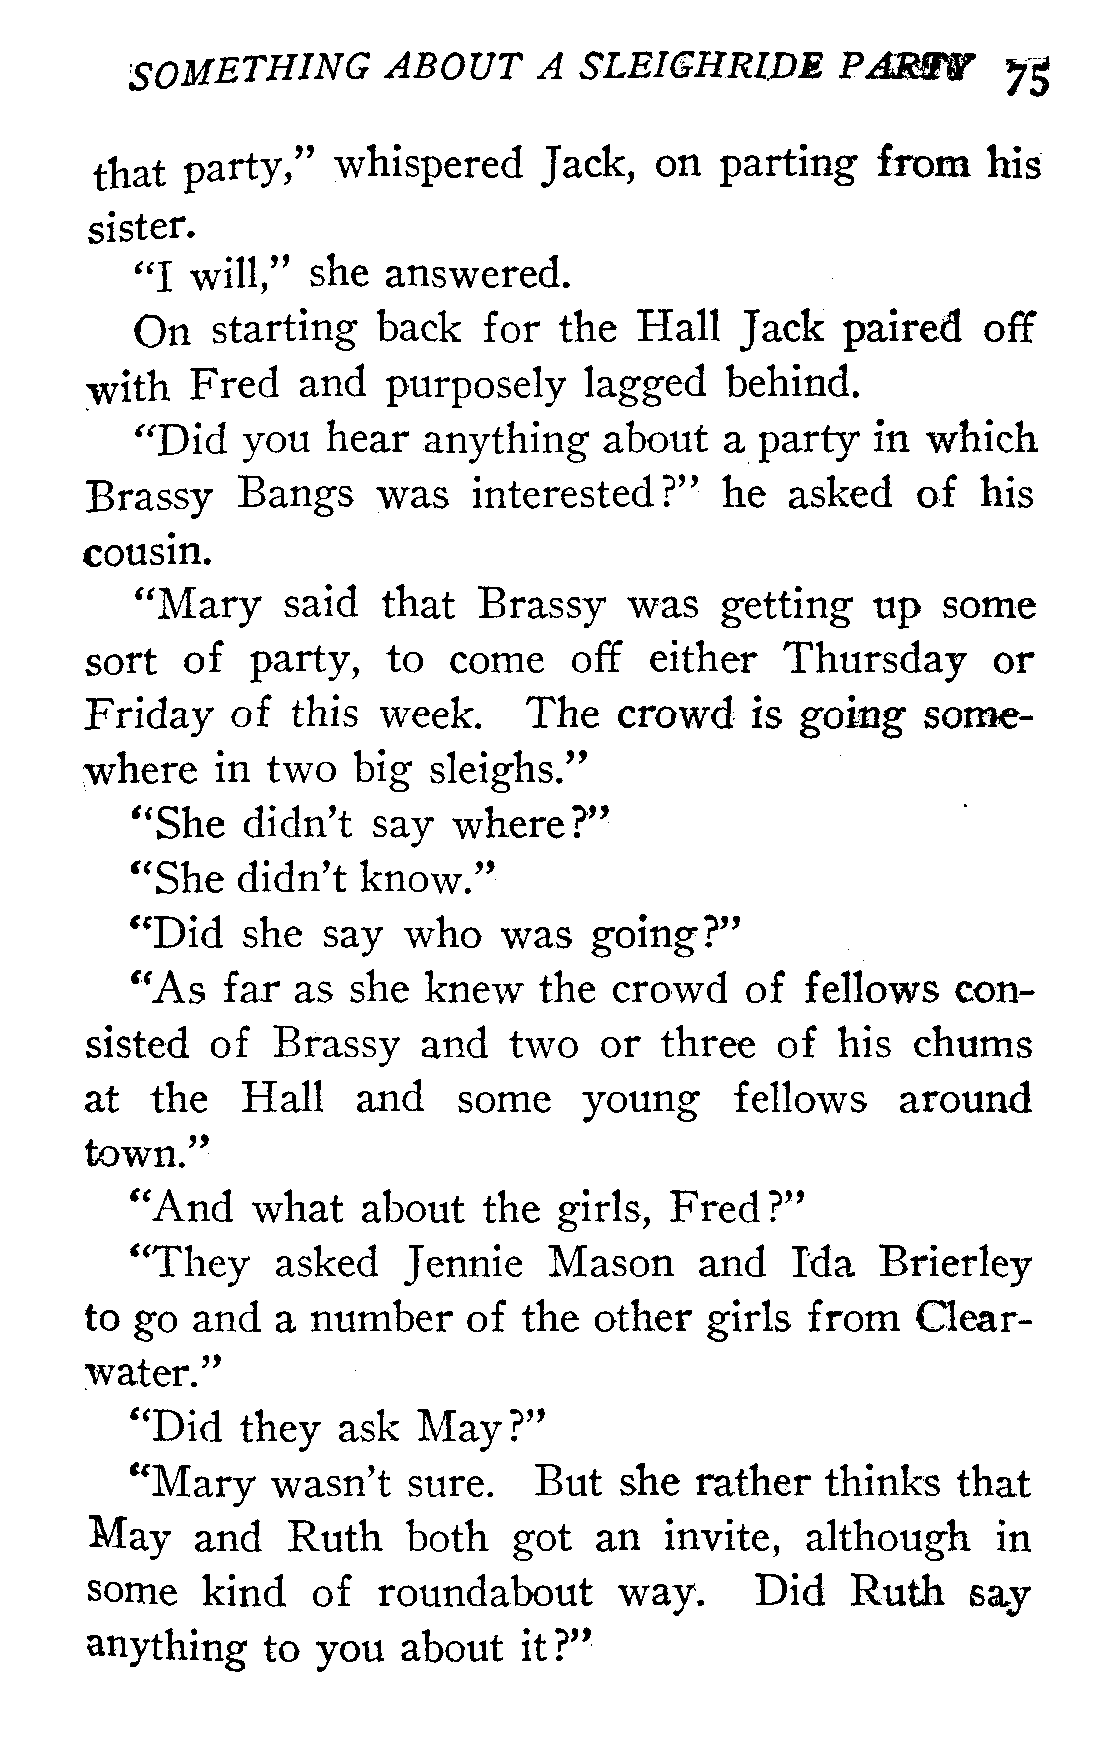 SOMETHING ABOUT A SLEIGHRIDE PARTY 75
that party,” whispered Jack, on parting from his
sister.
“I will,” she answered.
On starting back for the Hall Jack paired off
with Fred and purposely lagged behind.
“Did you hear anything about a party in which
Brassy Bangs was interested?” he asked of his
cousin.
“Mary said that Brassy was getting up some
sort of party, to come off either Thursday or
Friday of this week. The crowd is going some-
where in two big sleighs.”
“She didn’t say where?”
“She didn’t know.”
“Did she say who was going?”
“As far as she knew the crowd of fellows con-
sisted of Brassy and two or three of his chums
at the Hall and some young fellows around
town.”
“And what about the girls, Fred?”
“They asked Jennie Mason and Ida Brierley
to go and a number of the other girls from Clear-
water.”
“Did they ask May?”
“Mary wasn’t sure. But she rather thinks that
May and Ruth both got an invite, although in
some kind of roundabout way. Did Ruth say
anything to you about it?”